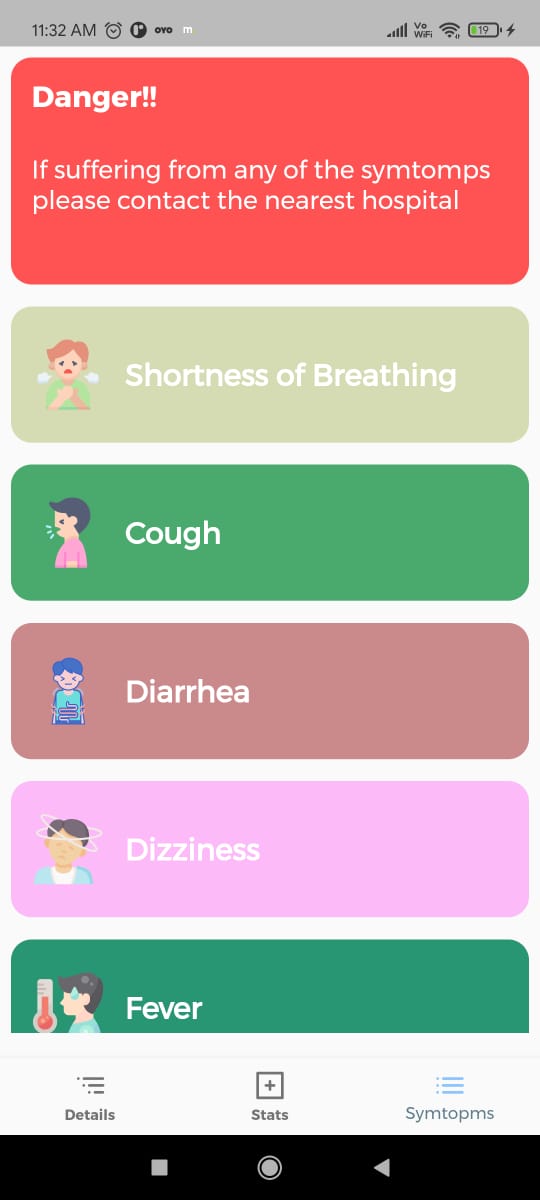 11:32 AM OYO m Vo WiFi 19
Danger!!
If suffering from any of the symtomps
please contact the nearest hospital
Shortness of Breathing
Cough
Diarrhea
Dizziness
Fever
Details Stats Symtopms